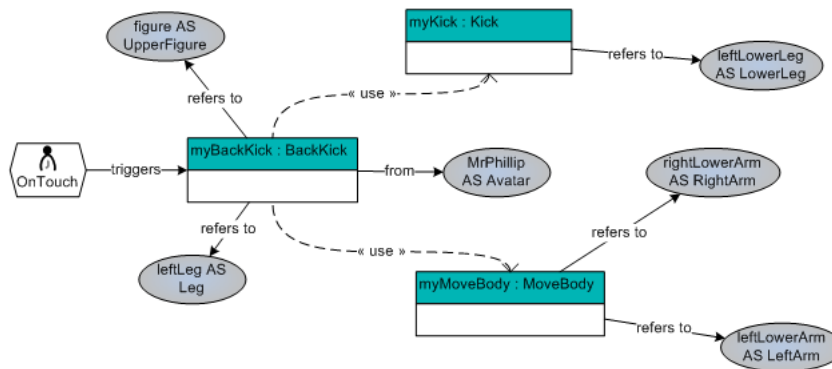 figure AS
UpperFigure
myKick : Kick
refers to
leftLowerLeg
AS LowerLeg
refers to
« use »
OnTouch
triggers
myBackKick : BackKick
from
MrPhillip
AS Avatar
rightLowerArm
AS RightArm
refers to
refers to
« use »
leftLeg AS
Leg
myMoveBody : MoveBody
refers to
leftLowerArm
AS LeftArm